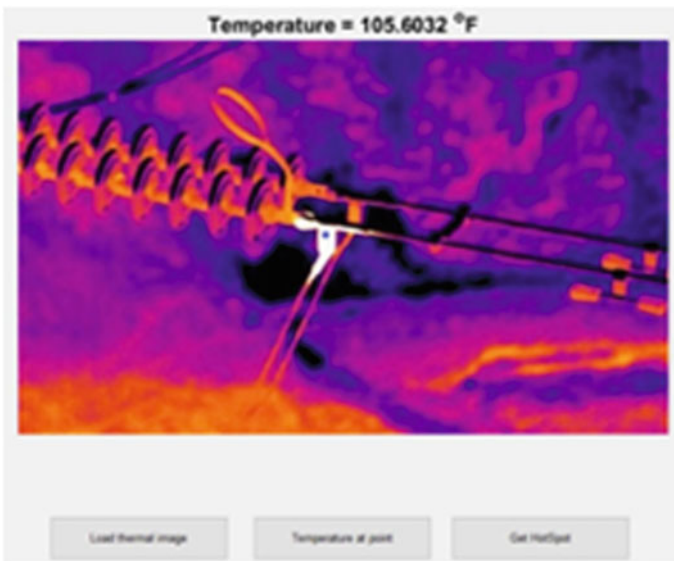 Temperature = 105.6032 °F
Load thermal image
Temperature at point
Get HotSpot